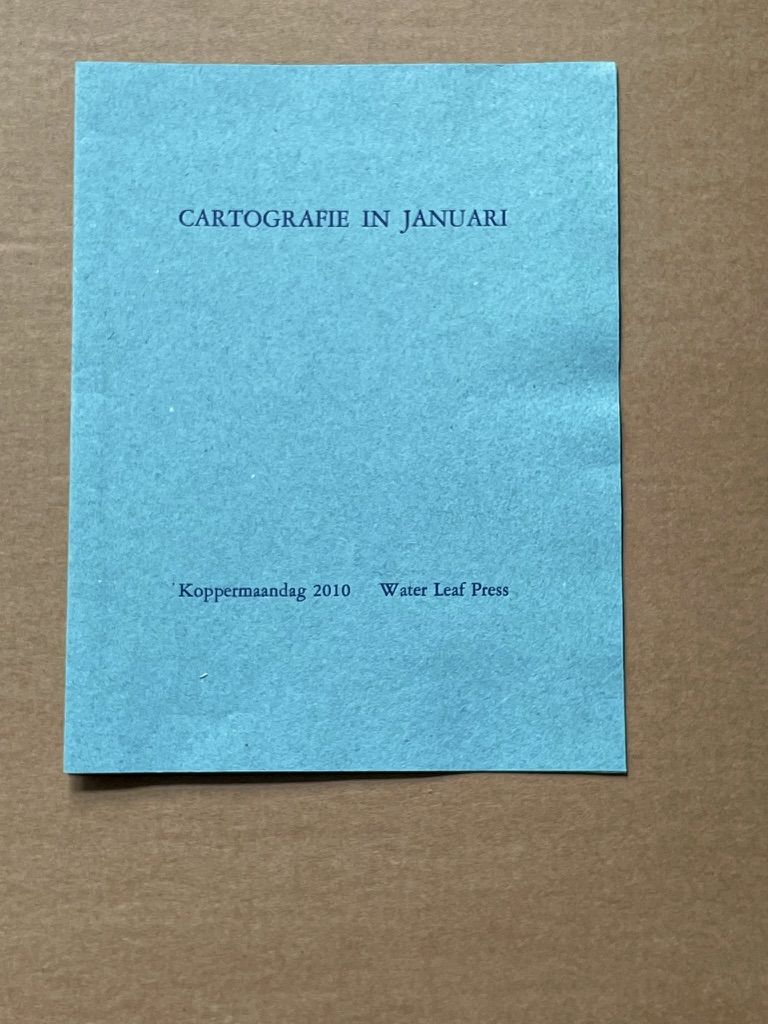 CARTOGRAFIE IN JANUARI
Koppermaandag 2010 Water Leaf Press